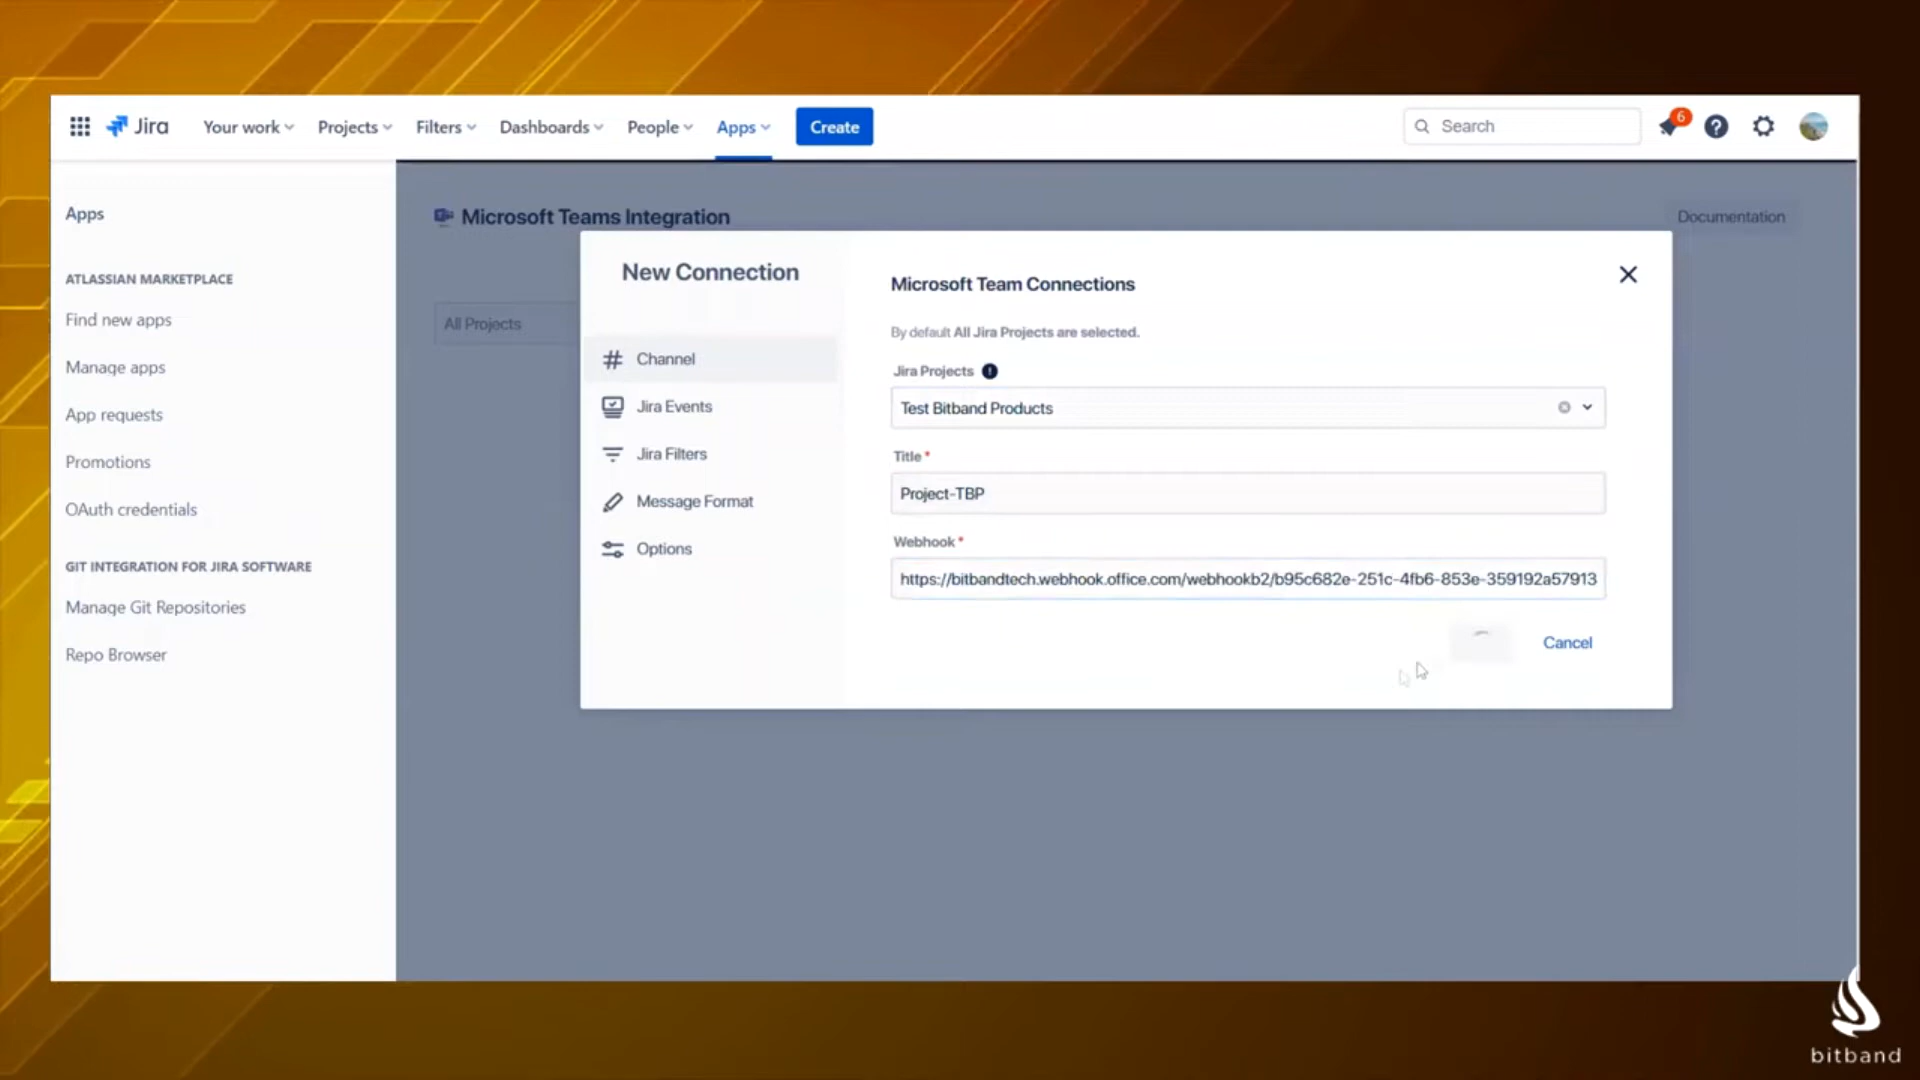 Jira
Your work
Projects
Filters
Dashboards
People
Apps
Create
Search
6
Apps
ATLASSIAN MARKETPLACE
Find new apps
Manage apps
App requests
Promotions
OAuth credentials
GIT INTEGRATION FOR JIRA SOFTWARE
Manage Git Repositories
Repo Browser
Microsoft Teams Integration
Documentation
All Projects
New Connection
Channel
Jira Events
Jira Filters
Message Format
Options
Microsoft Team Connections
By default All Jira Projects are selected.
Jira Projects
Test Bitband Products
Title *
Project-TBP
Webhook *
https://bitbandtech.webhook.office.com/webhookb2/b95c682e-251c-4fb6-853e-359192a57913
Cancel
bitband